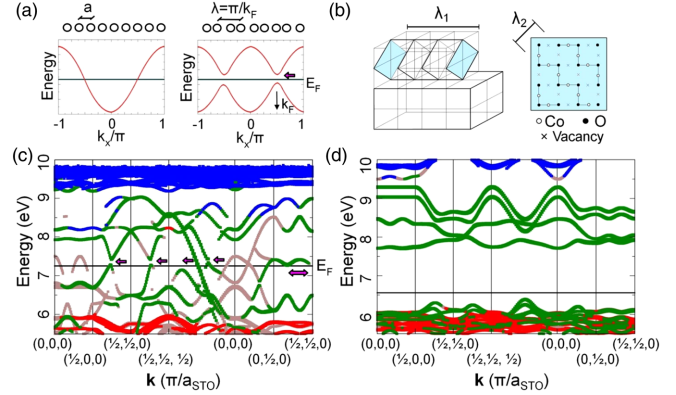 (a)
a
λ=π/k_F
Energy
E_F
k_F
-1 0 1
-1 0 1
k_x/π
k_x/π
(b)
λ₁
λ₂
Co
O
× Vacancy
(c)
Energy (eV)
10
9
8
7
6
E_F
(0,0,0) (½,½,0) (0,0,0) (½,½,0)
(½,0,0) (½,½,½) (0,½,0)
k (π/a_STO)
(d)
Energy (eV)
10
9
8
7
6
(0,0,0) (½,½,0) (0,0,0) (½,½,0)
(½,0,0) (½,½,½) (0,½,0)
k (π/a_STO)